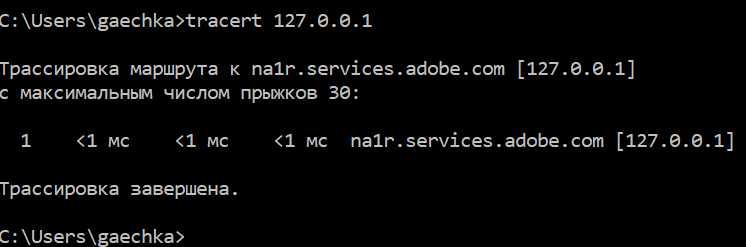 C:\Users\gaechka>tracert 127.0.0.1
Трассировка маршрута к na1r.services.adobe.com [127.0.0.1]
с максимальным числом прыжков 30:
1 <1 мс <1 мс <1 мс na1r.services.adobe.com [127.0.0.1]
Трассировка завершена.
C:\Users\gaechka>